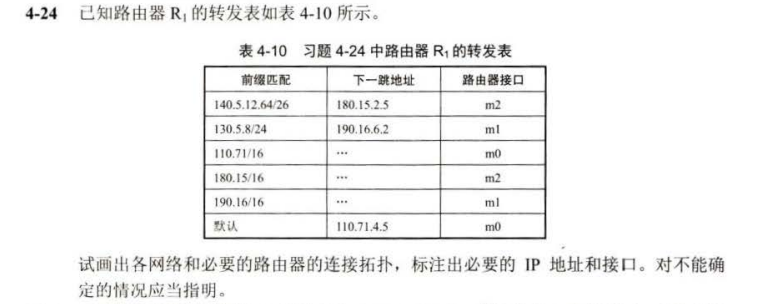 4-24 已知路由器 R₁ 的转发表如表 4-10 所示。
表 4-10 习题 4-24 中路由器 R₁ 的转发表
前缀匹配 下一跳地址 路由器接口
140.5.12.64/26 180.15.2.5 m2
130.5.8/24 190.16.6.2 m1
110.71/16 … m0
180.15/16 … m2
190.16/16 … m1
默认 110.71.4.5 m0
试画出各网络和必要的路由器的连接拓扑，标注出必要的 IP 地址和接口。对不能确
定的情况应当指明。